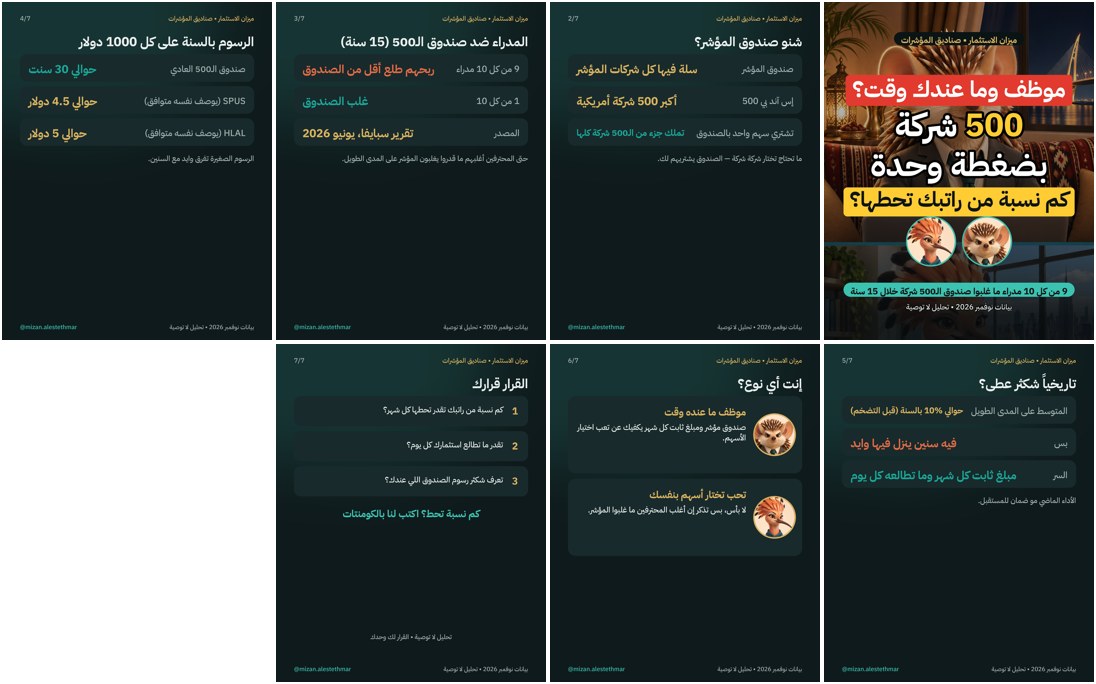 ميزان الاستثمار • صناديق المؤشرات
موظف وما عندك وقت؟
500 شركة
بضغطة وحدة
كم نسبة من راتبك تحطها؟
9 من كل 10 مدراء ما غلبوا صندوق الـ500 شركة خلال 15 سنة
بيانات نوفمبر 2026 • تحليل لا توصية
ميزان الاستثمار • صناديق المؤشرات
2/7
شنو صندوق المؤشر؟
صندوق المؤشر
سلة فيها كل شركات المؤشر
إس آند بي 500
أكبر 500 شركة أمريكية
تشتري سهم واحد بالصندوق
تملك جزء من الـ500 شركة كلها
ما تحتاج تختار شركة شركة — الصندوق يشتريهم لك.
بيانات نوفمبر 2026 • تحليل لا توصية
@mizan.alestethmar
ميزان الاستثمار • صناديق المؤشرات
3/7
المدراء ضد صندوق الـ500 (15 سنة)
9 من كل 10 مدراء
ربحهم طلع أقل من الصندوق
1 من كل 10
غلب الصندوق
المصدر
تقرير سبايفا، يونيو 2026
حتى المحترفين أغلبهم ما قدروا يغلبون المؤشر على المدى الطويل.
بيانات نوفمبر 2026 • تحليل لا توصية
@mizan.alestethmar
ميزان الاستثمار • صناديق المؤشرات
4/7
الرسوم بالسنة على كل 1000 دولار
صندوق الـ500 العادي
حوالي 30 سنت
SPUS (يوصف نفسه متوافق)
حوالي 4.5 دولار
HLAL (يوصف نفسه متوافق)
حوالي 5 دولار
الرسوم الصغيرة تفرق وايد مع السنين.
بيانات نوفمبر 2026 • تحليل لا توصية
@mizan.alestethmar
ميزان الاستثمار • صناديق المؤشرات
5/7
تاريخياً شكثر عطى؟
المتوسط على المدى الطويل
حوالي 10% بالسنة (قبل التضخم)
بس
فيه سنين ينزل فيها وايد
السر
مبلغ ثابت كل شهر وما تطالعه كل يوم
الأداء الماضي مو ضمان للمستقبل.
بيانات نوفمبر 2026 • تحليل لا توصية
@mizan.alestethmar
ميزان الاستثمار • صناديق المؤشرات
6/7
إنت أي نوع؟
موظف ما عنده وقت
صندوق مؤشر ومبلغ ثابت كل شهر يكفيك عن تعب اختيار
الأسهم.
تحب تختار أسهم بنفسك
لا بأس، بس تذكر إن أغلب المحترفين ما غلبوا المؤشر.
بيانات نوفمبر 2026 • تحليل لا توصية
@mizan.alestethmar
ميزان الاستثمار • صناديق المؤشرات
7/7
القرار قرارك
1 كم نسبة من راتبك تقدر تحطها كل شهر؟
2 تقدر ما تطالع استثمارك كل يوم؟
3 تعرف شكثر رسوم الصندوق اللي عندك؟
كم نسبة تحط؟ اكتب لنا بالكومنتات
تحليل لا توصية • القرار لك وحدك
بيانات نوفمبر 2026 • تحليل لا توصية
@mizan.alestethmar